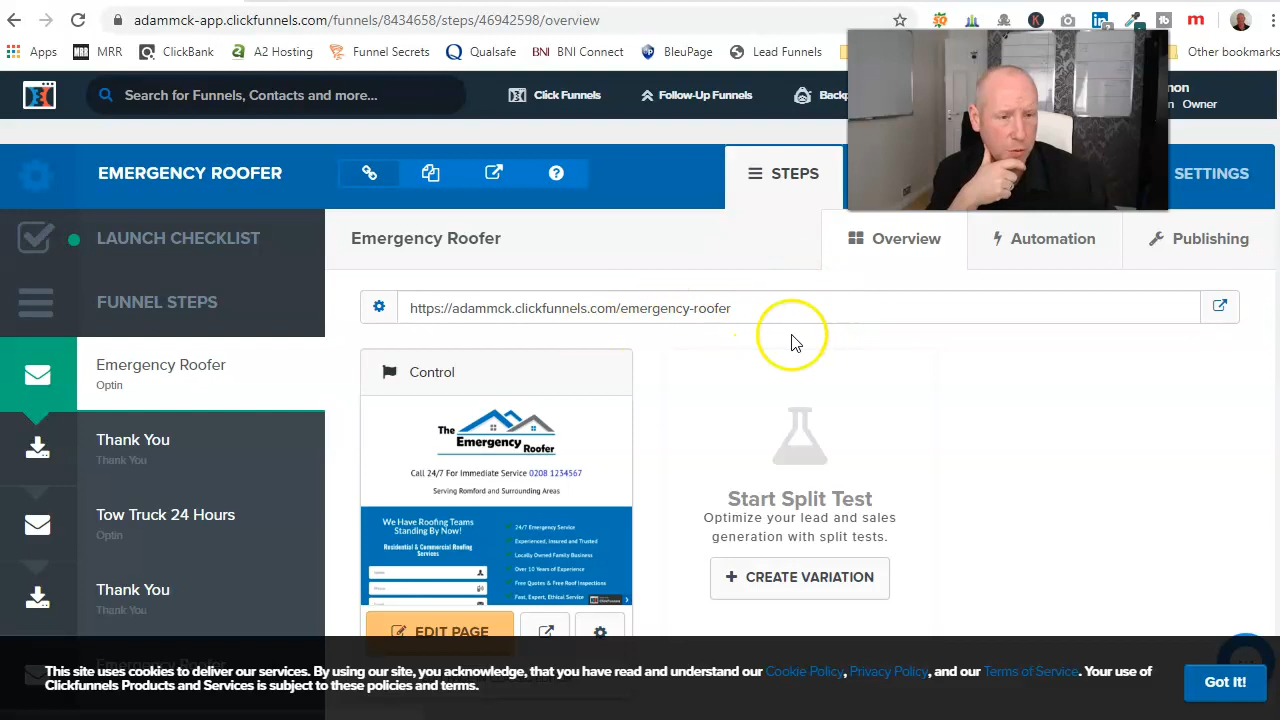 adammck-app.clickfunnels.com/funnels/8434658/steps/46942598/overview
Apps
MRR
ClickBank
A2 Hosting
Funnel Secrets
Qualsafe
BNI BNI Connect
BleuPage
Lead Funnels
Other bookmarks
Search for Funnels, Contacts and more...
Click Funnels
Follow-Up Funnels
Owner
EMERGENCY ROOFER
STEPS
SETTINGS
LAUNCH CHECKLIST
Emergency Roofer
Overview
Automation
Publishing
FUNNEL STEPS
https://adammck.clickfunnels.com/emergency-roofer
Emergency Roofer
Optin
Thank You
Thank You
Tow Truck 24 Hours
Optin
Thank You
Thank You
Control
The
Emergency
Roofer
Call 24/7 For Immediate Service 0208 1234567
Serving Romford and Surrounding Areas
We Have Roofing Teams
Standing By Now!
Residential & Commercial Roofing
Services
24/7 Emergency Service
Experienced, Insured and Trusted
Locally Owned Family Business
Over 10 Years of Experience
Free Quotes & Free Roof Inspections
Fast, Expert, Ethical Service
EDIT PAGE
Start Split Test
Optimize your lead and sales
generation with split tests.
+ CREATE VARIATION
This site uses cookies to deliver our services. By using our site, you acknowledge, that you have read and understand our Cookie Policy, Privacy Policy, and our Terms of Service. Your use of
Clickfunnels Products and Services is subject to these policies and terms.
Got It!